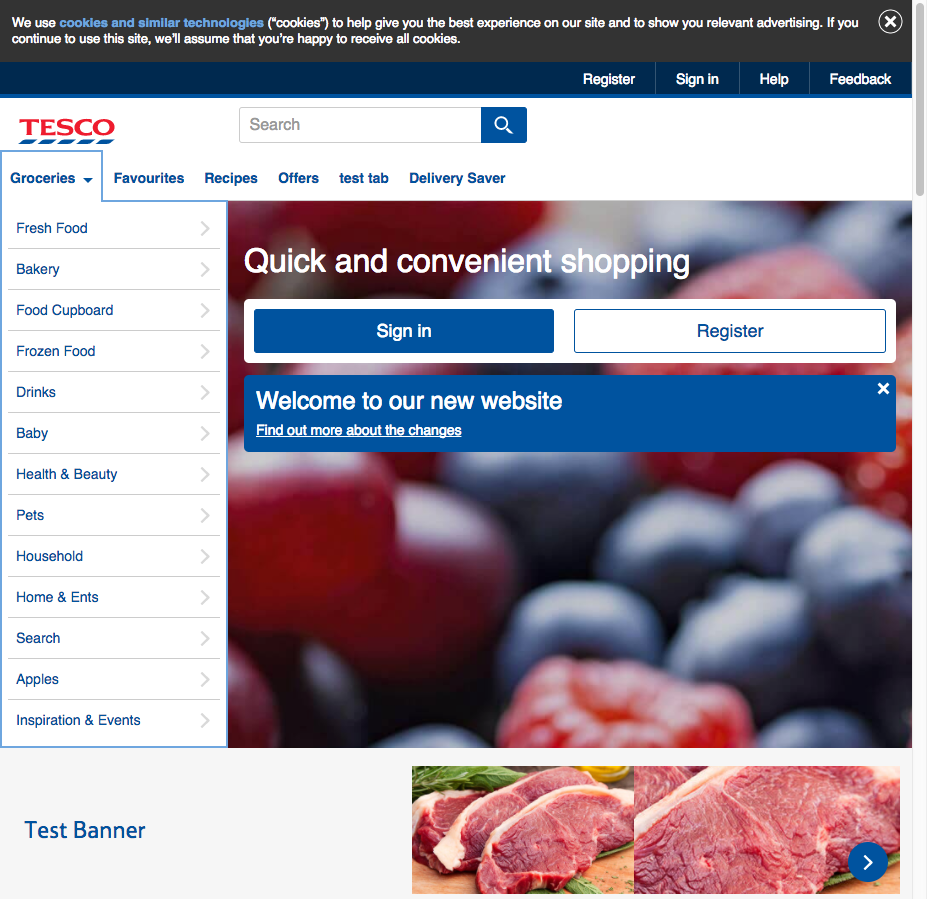 We use cookies and similar technologies (“cookies”) to help give you the best experience on our site and to show you relevant advertising. If you
continue to use this site, we’ll assume that you’re happy to receive all cookies.
Register Sign in Help Feedback
TESCO
Search
Groceries Favourites Recipes Offers test tab Delivery Saver
Fresh Food
Bakery
Food Cupboard
Frozen Food
Drinks
Baby
Health & Beauty
Pets
Household
Home & Ents
Search
Apples
Inspiration & Events
Quick and convenient shopping
Sign in Register
Welcome to our new website
Find out more about the changes
Test Banner